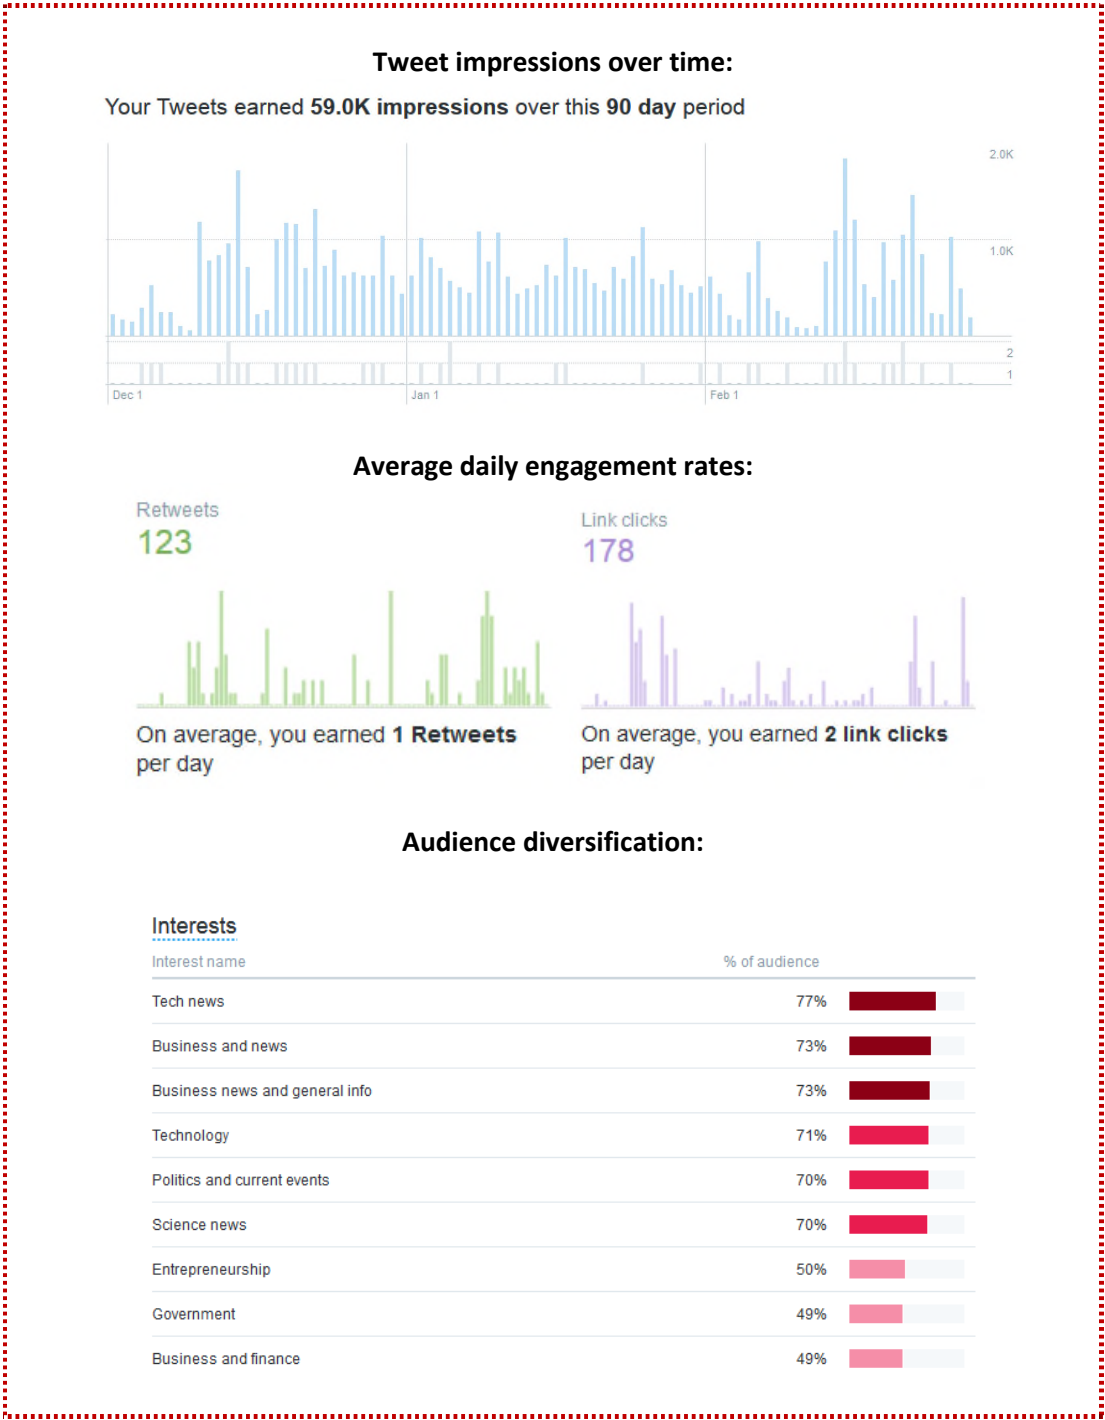 Tweet impressions over time:
Your Tweets earned 59.0K impressions over this 90 day period
2.0K
1.0K
2
1
Dec 1
Jan 1
Feb 1
Average daily engagement rates:
Retweets
123
Link clicks
178
On average, you earned 1 Retweets
per day
On average, you earned 2 link clicks
per day
Audience diversification:
Interests
Interest name % of audience
Tech news 77%
Business and news 73%
Business news and general info 73%
Technology 71%
Politics and current events 70%
Science news 70%
Entrepreneurship 50%
Government 49%
Business and finance 49%